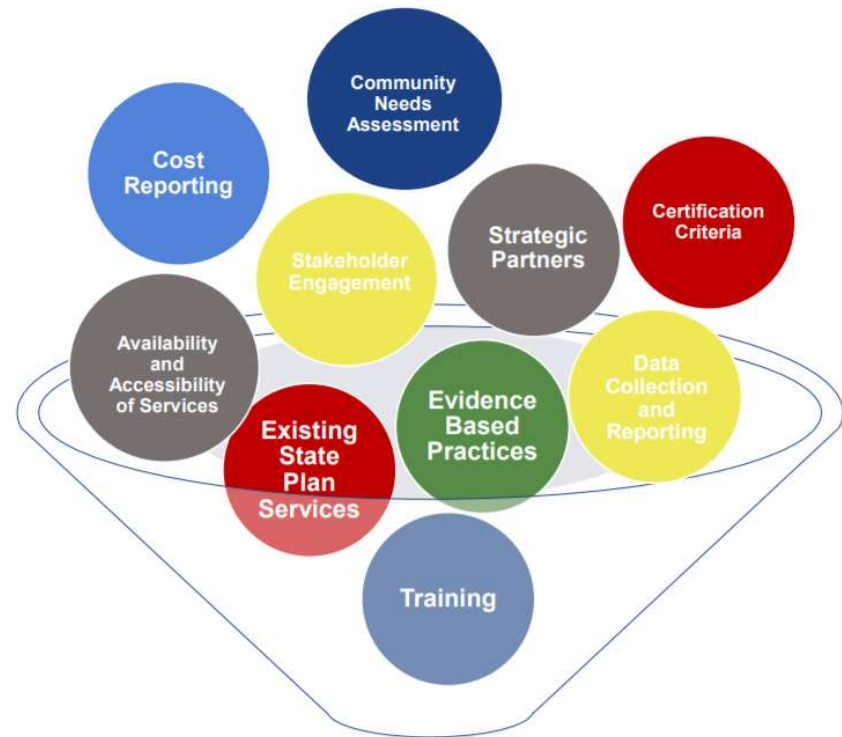 Community
Needs
Assessment
Cost
Reporting
Certification
Criteria
Strategic
Partners
Stakeholder
Engagement
Availability
and
Accessibility
of Services
Data
Collection
and
Reporting
Evidence
Based
Practices
Existing
State
Plan
Services
Training